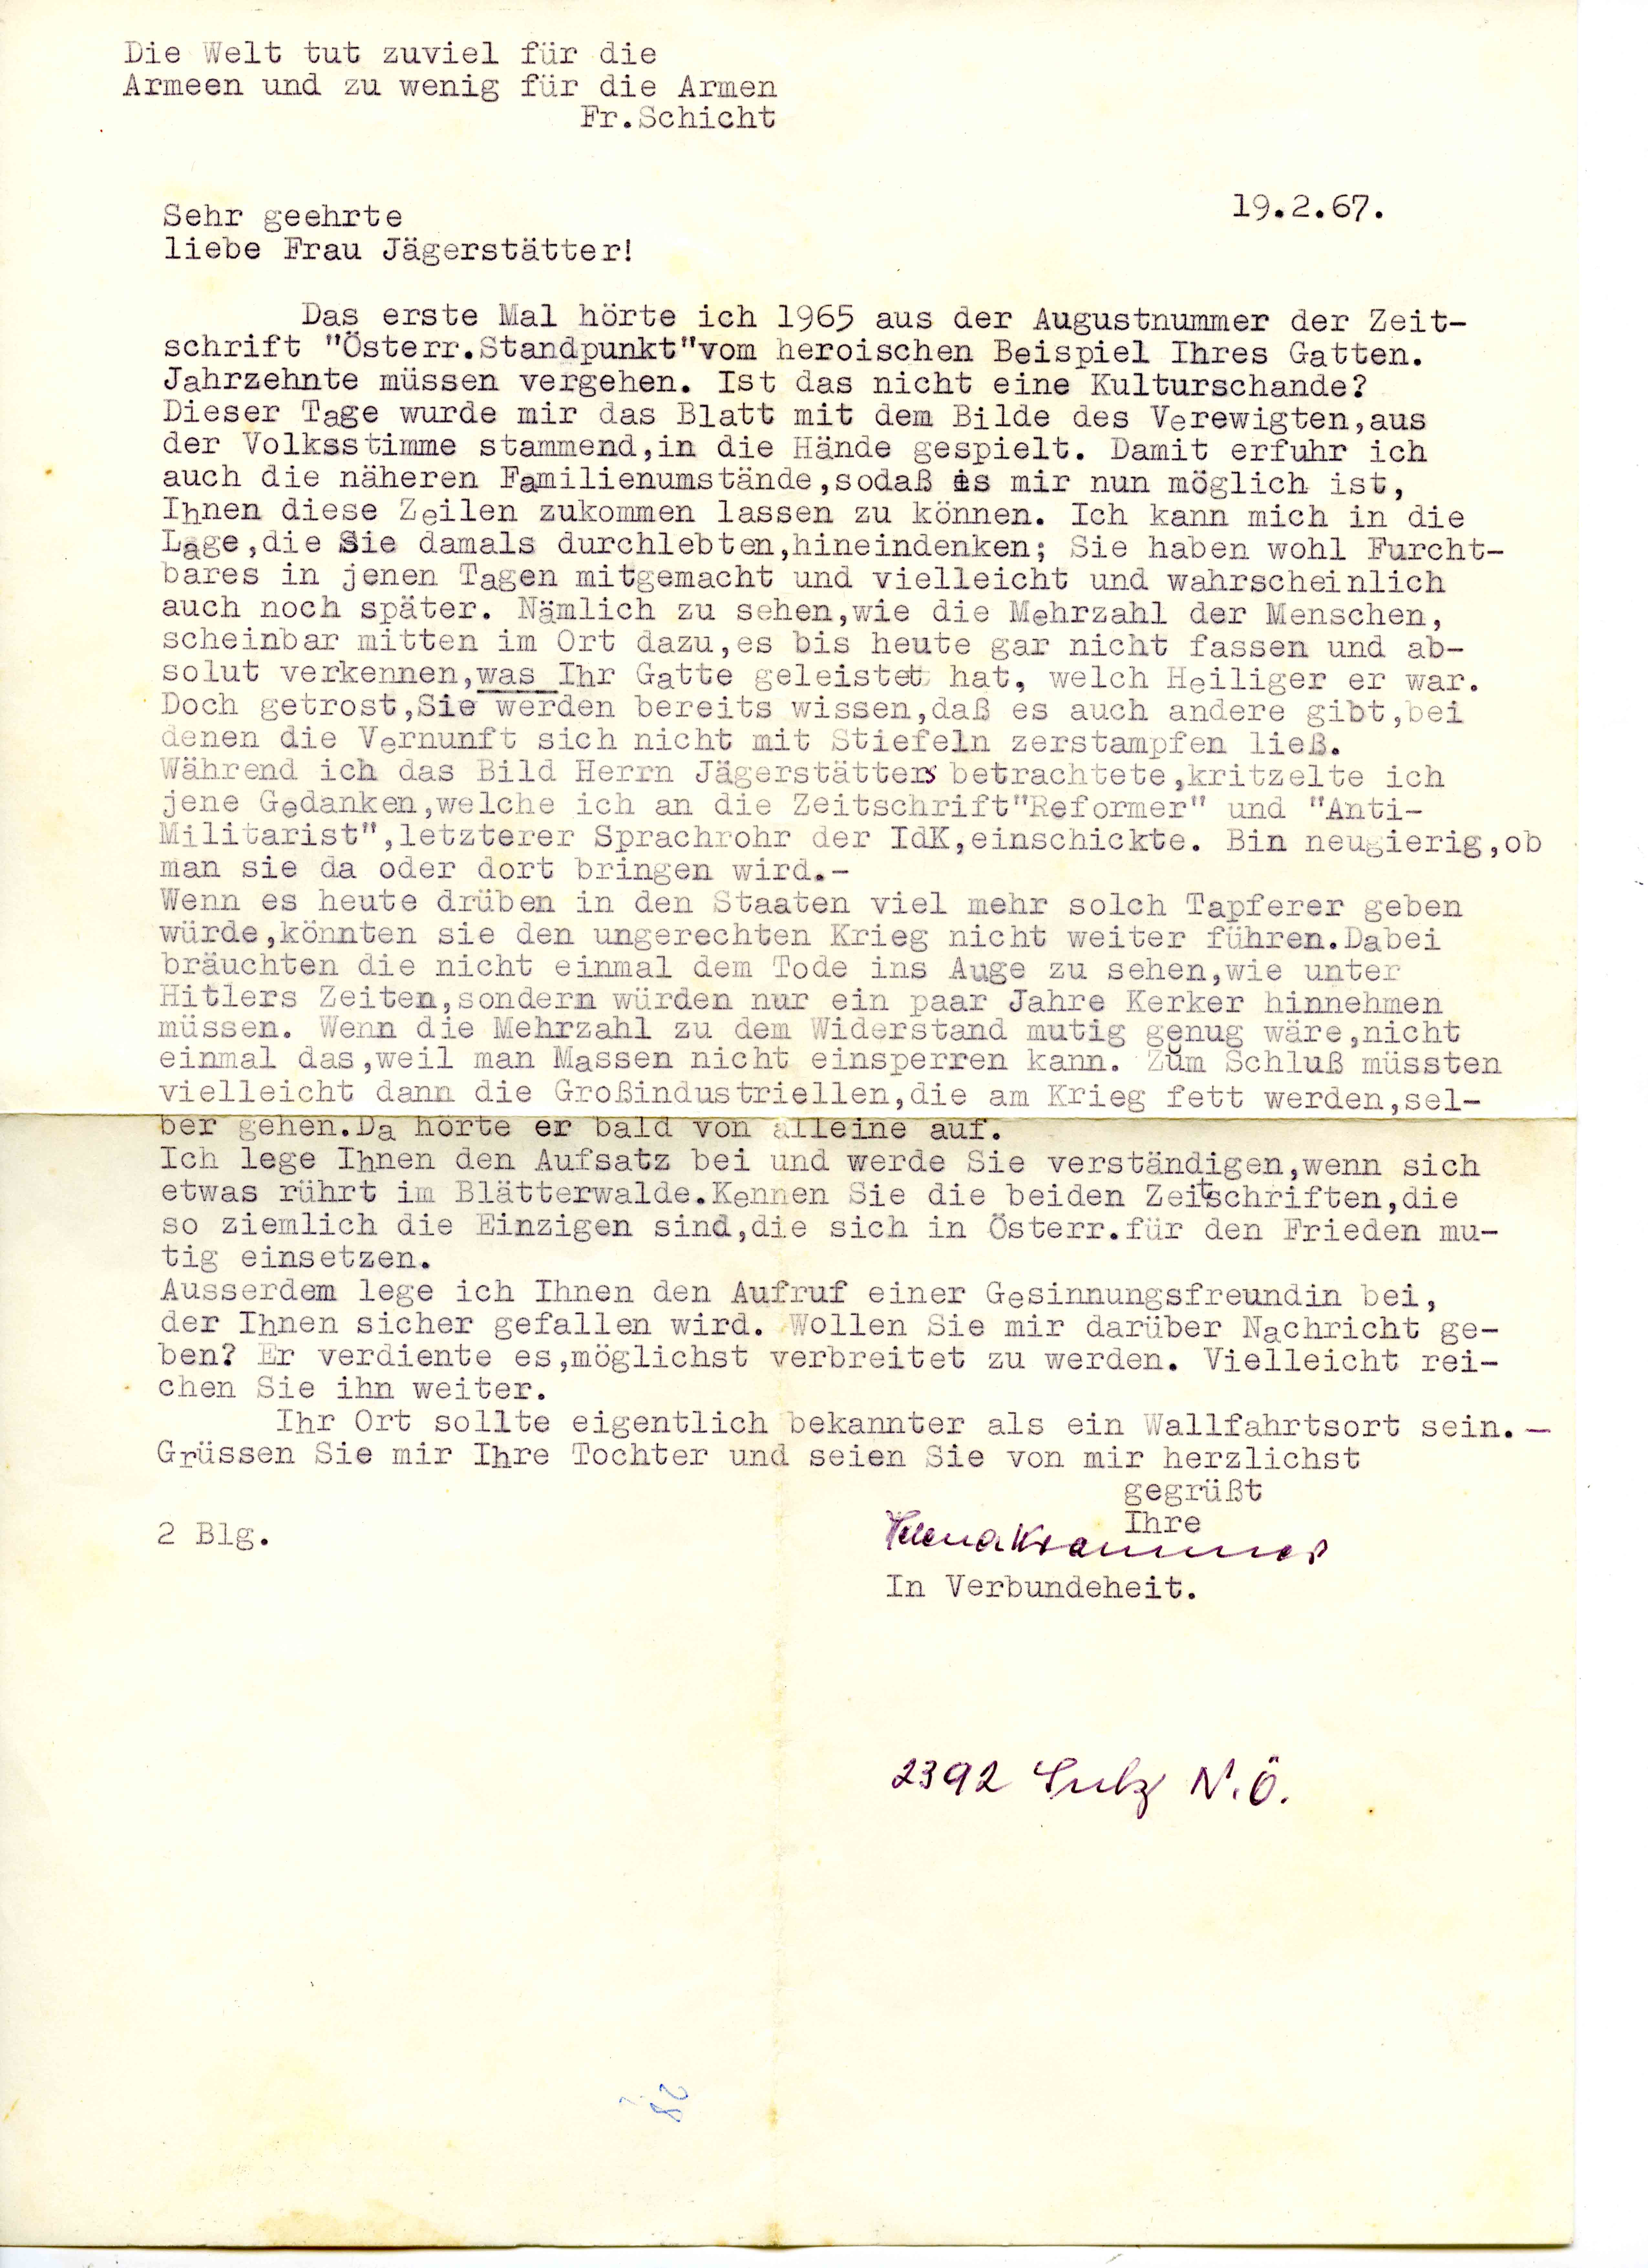 Die Welt tut zuviel für die
Armeen und zu wenig für die Armen
Fr.Schicht
19.2.67.
Sehr geehrte
liebe Frau Jägerstätter!
Das erste Mal hörte ich 1965 aus der Augustnummer der Zeit-
schrift "Österr.Standpunkt"vom heroischen Beispiel Ihres Gatten.
Jahrzehnte müssen vergehen. Ist das nicht eine Kulturschande?
Dieser Tage wurde mir das Blatt mit dem Bilde des Verewigten,aus
der Volksstimme stammend,in die Hände gespielt. Damit erfuhr ich
auch die näheren Familienumstände,sodaß es mir nun möglich ist,
Ihnen diese Zeilen zukommen lassen zu können. Ich kann mich in die
Lage,die Sie damals durchlebten,hineindenken; Sie haben wohl Furcht-
bares in jenen Tagen mitgemacht und vielleicht und wahrscheinlich
auch noch später. Nämlich zu sehen,wie die Mehrzahl der Menschen,
scheinbar mitten im Ort dazu,es bis heute gar nicht fassen und ab-
solut verkennen,was Ihr Gatte geleistet hat, welch Heiliger er war.
Doch getrost,Sie werden bereits wissen,daß es auch andere gibt,bei
denen die Vernunft sich nicht mit Stiefeln zerstampfen ließ.
Während ich das Bild Herrn Jägerstätters betrachtete,kritzelte ich
jene Gedanken,welche ich an die Zeitschrift"Reformer" und "Anti-
Militarist",letzterer Sprachrohr der IdK,einschickte. Bin neugierig,ob
man sie da oder dort bringen wird.-
Wenn es heute drüben in den Staaten viel mehr solch Tapferer geben
würde,könnten sie den ungerechten Krieg nicht weiter führen.Dabei
bräuchten die nicht einmal dem Tode ins Auge zu sehen,wie unter
Hitlers Zeiten,sondern würden nur ein paar Jahre Kerker hinnehmen
müssen. Wenn die Mehrzahl zu dem Widerstand mutig genug wäre,nicht
einmal das,weil man Massen nicht einsperren kann. Zum Schluß müssten
vielleicht dann die Großindustriellen,die am Krieg fett werden,sel-
ber gehen.Da hörte er bald von alleine auf.
Ich lege Ihnen den Aufsatz bei und werde Sie verständigen,wenn sich
etwas rührt im Blätterwalde.Kennen Sie die beiden Zeitschriften,die
so ziemlich die Einzigen sind,die sich in Österr.für den Frieden mu-
tig einsetzen.
Ausserdem lege ich Ihnen den Aufruf einer Gesinnungsfreundin bei,
der Ihnen sicher gefallen wird. Wollen Sie mir darüber Nachricht ge-
ben? Er verdiente es,möglichst verbreitet zu werden. Vielleicht rei-
chen Sie ihn weiter.
Ihr Ort sollte eigentlich bekannter als ein Wallfahrtsort sein.—
Grüssen Sie mir Ihre Tochter und seien Sie von mir herzlichst
gegrüßt
Ihre
2 Blg.
Helena Krammer
In Verbundeheit.
2392 Sulz N.Ö.